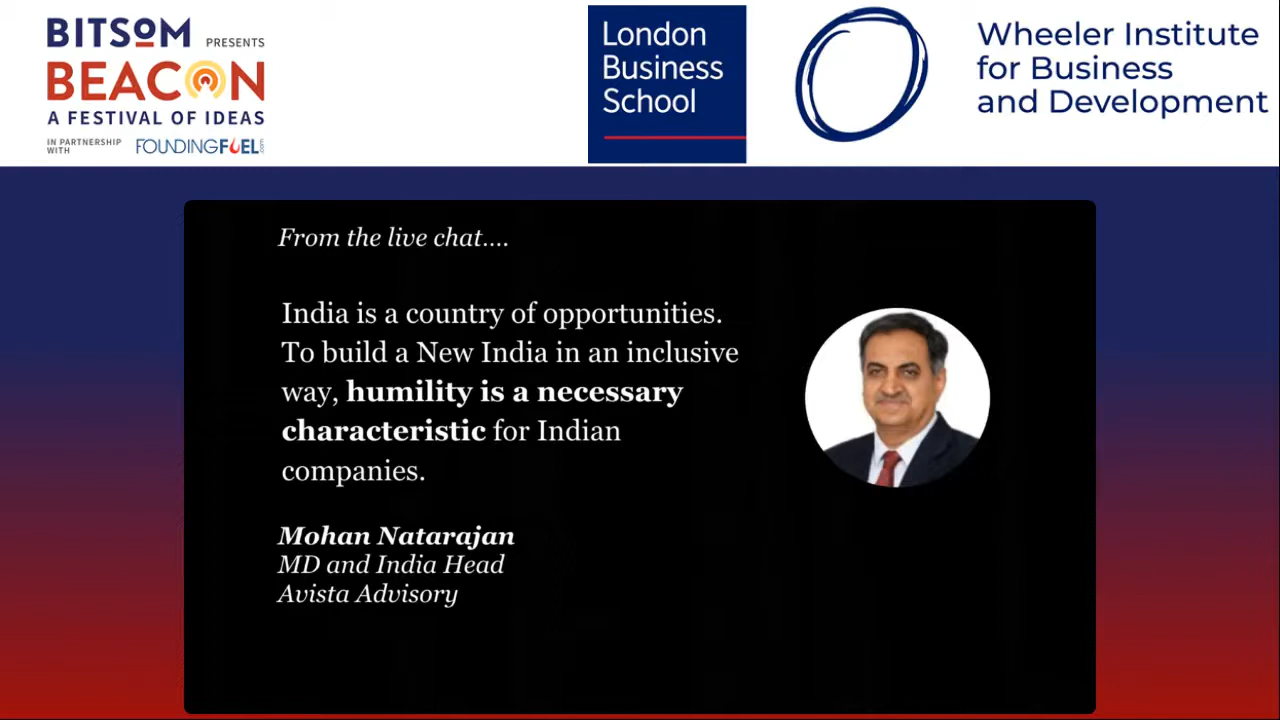 BITSOM PRESENTS
BEACON
A FESTIVAL OF IDEAS
IN PARTNERSHIP
WITH
FOUNDINGFUEL.com
London
Business
School
Wheeler Institute
for Business
and Development
From the live chat....
India is a country of opportunities.
To build a New India in an inclusive
way, humility is a necessary
characteristic for Indian
companies.
Mohan Natarajan
MD and India Head
Avista Advisory